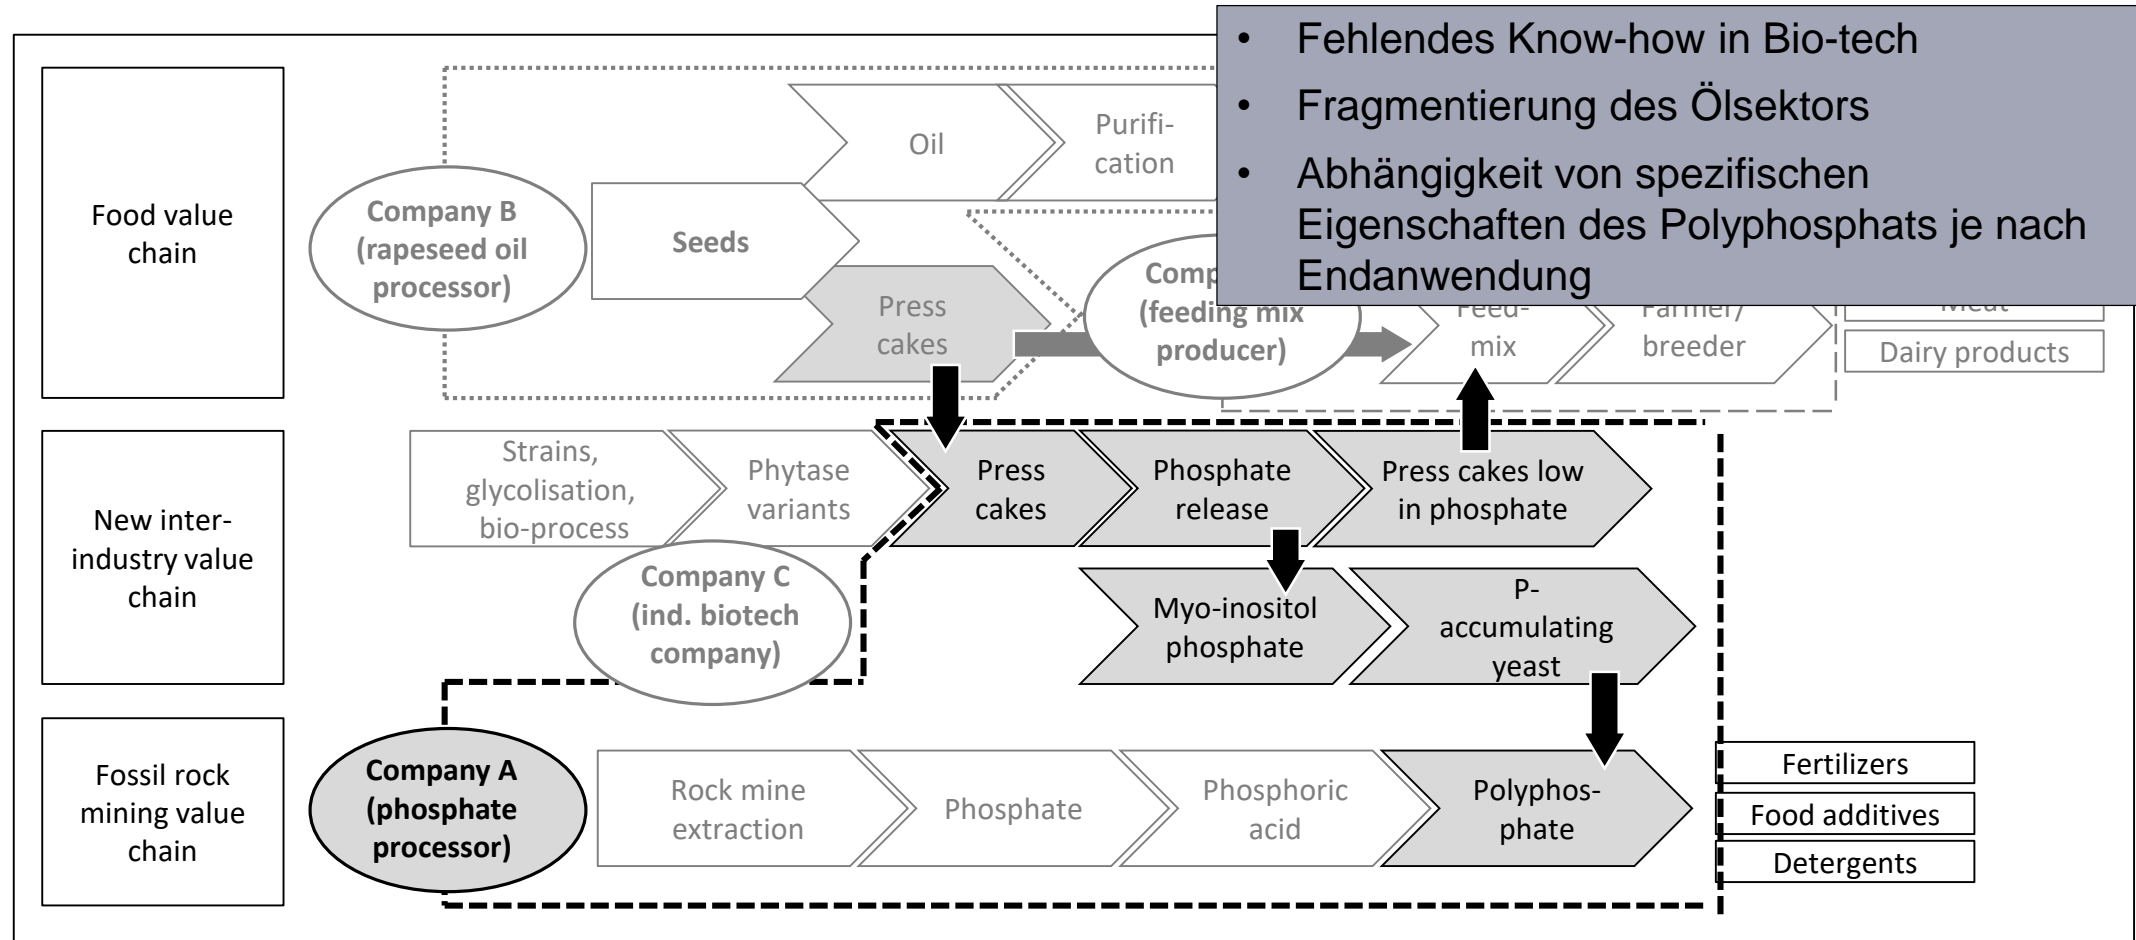 • Fehlendes Know-how in Bio-tech
• Fragmentierung des Ölsektors
• Abhängigkeit von spezifischen
Eigenschaften des Polyphosphats je nach
Endanwendung
Food value
chain
Company B
(rapeseed oil
processor)
Seeds
Oil
Purifi-
cation
Press
cakes
(feeding mix
producer)
Feed-
mix
Farmer/
breeder
Meat
Dairy products
New inter-
industry value
chain
Strains,
glycolisation,
bio-process
Phytase
variants
Company C
(ind. biotech
company)
Press
cakes
Phosphate
release
Press cakes low
in phosphate
Myo-inositol
phosphate
P-
accumulating
yeast
Fossil rock
mining value
chain
Company A
(phosphate
processor)
Rock mine
extraction
Phosphate
Phosphoric
acid
Polyphos-
phate
Fertilizers
Food additives
Detergents